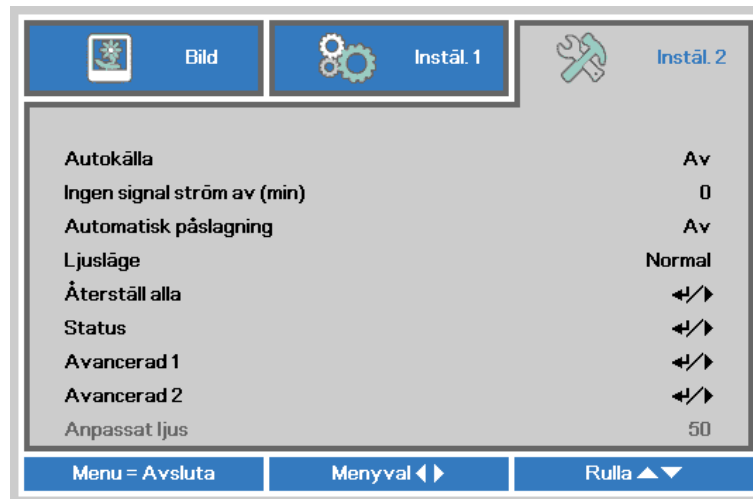 Bild
Instäl. 1
Instäl. 2
Autokälla Av
Ingen signal ström av (min) 0
Automatisk påslagning Av
Ljusläge Normal
Återställ alla ↵/▶
Status ↵/▶
Avancerad 1 ↵/▶
Avancerad 2 ↵/▶
Anpassat ljus 50
Menu = Avsluta Menyval ◀ ▶ Rulla ▲▼